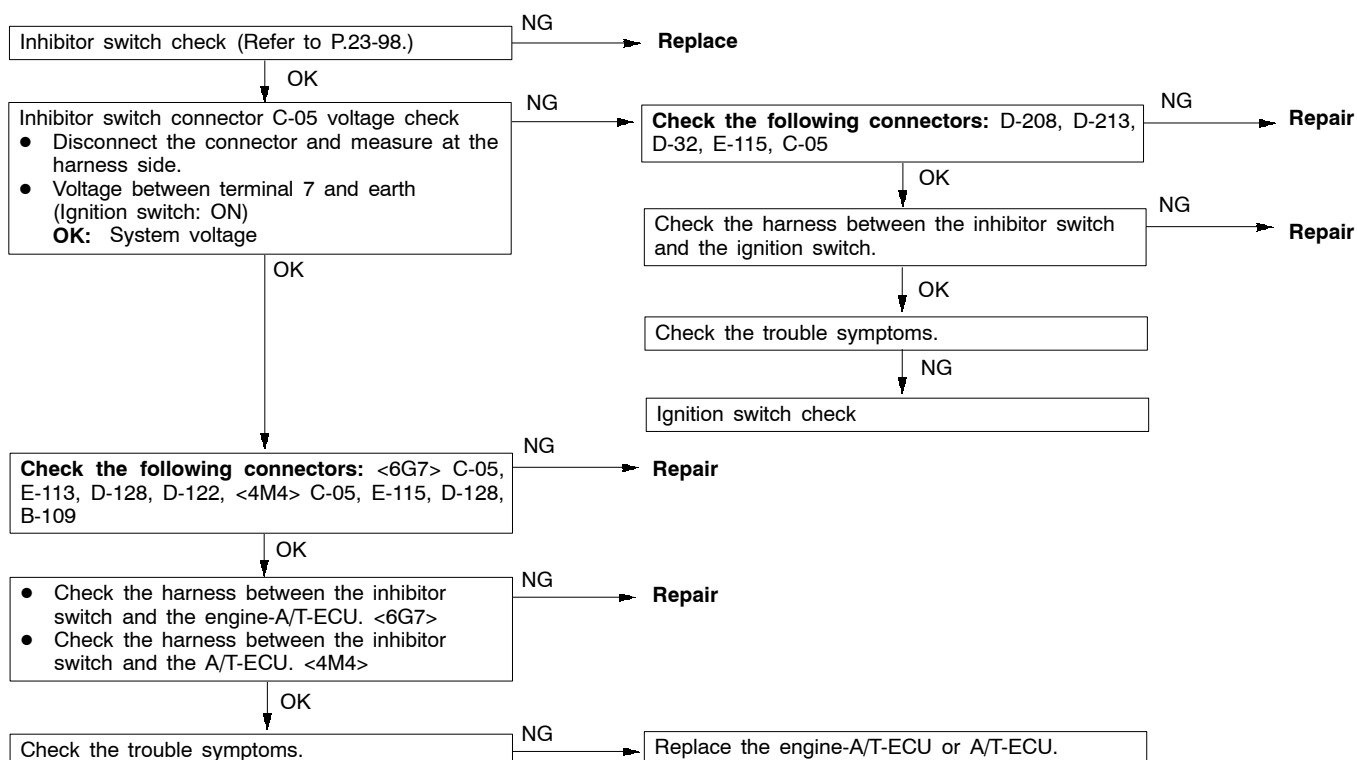 Inhibitor switch check (Refer to P.23-98.)
NG
Replace
OK
Inhibitor switch connector C-05 voltage check
● Disconnect the connector and measure at the
harness side.
● Voltage between terminal 7 and earth
(Ignition switch: ON)
OK: System voltage
NG
Check the following connectors: D-208, D-213,
D-32, E-115, C-05
NG
Repair
OK
Check the harness between the inhibitor switch
and the ignition switch.
NG
Repair
OK
Check the trouble symptoms.
NG
Ignition switch check
OK
Check the following connectors: <6G7> C-05,
E-113, D-128, D-122, <4M4> C-05, E-115, D-128,
B-109
NG
Repair
OK
● Check the harness between the inhibitor
switch and the engine-A/T-ECU. <6G7>
● Check the harness between the inhibitor
switch and the A/T-ECU. <4M4>
NG
Repair
OK
Check the trouble symptoms.
NG
Replace the engine-A/T-ECU or A/T-ECU.